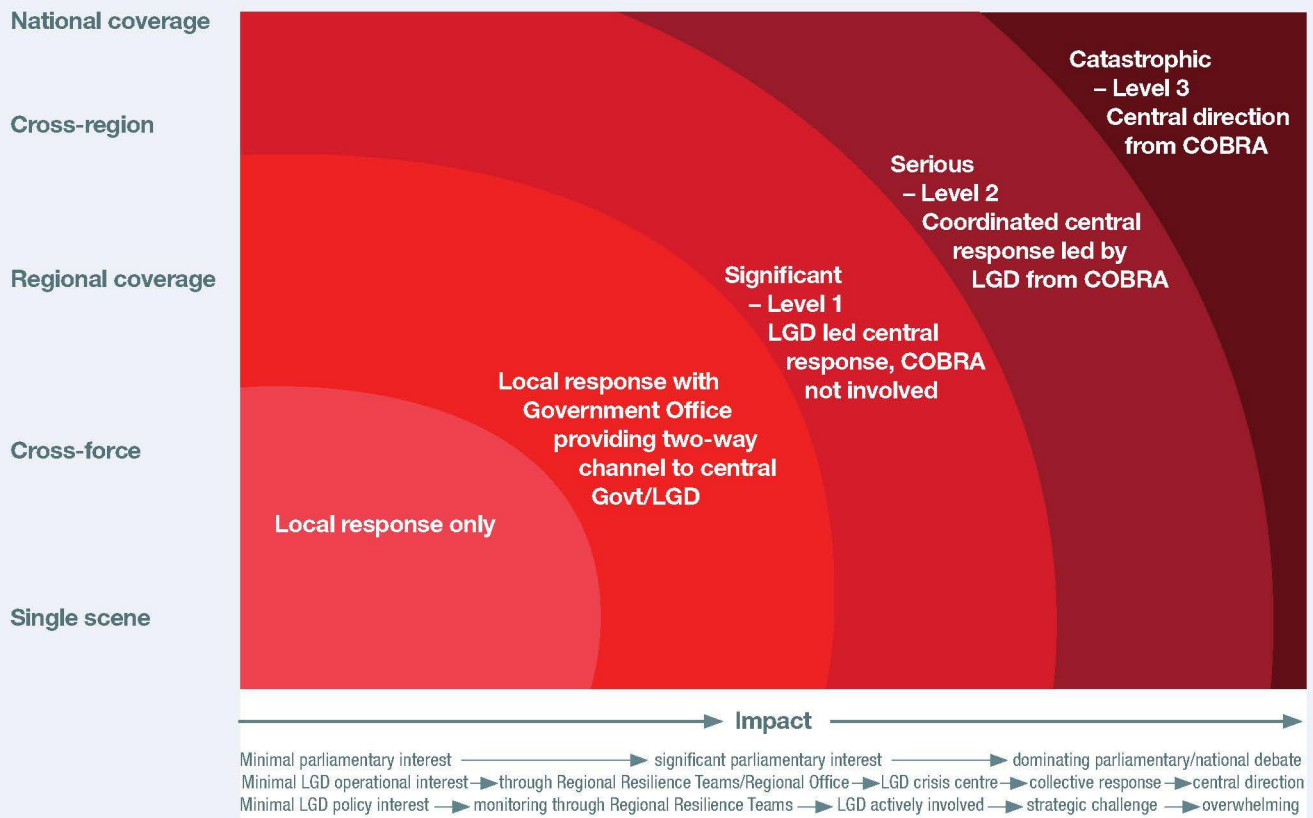 National coverage
Cross-region
Regional coverage
Cross-force
Single scene
Catastrophic
– Level 3
Central direction
from COBRA
Serious
– Level 2
Coordinated central
response led by
LGD from COBRA
Significant
– Level 1
LGD led central
response, COBRA
not involved
Local response with
Government Office
providing two-way
channel to central
Govt/LGD
Local response only
Impact
Minimal parliamentary interest significant parliamentary interest dominating parliamentary/national debate
Minimal LGD operational interest through Regional Resilience Teams/Regional Office LGD crisis centre collective response central direction
Minimal LGD policy interest monitoring through Regional Resilience Teams LGD actively involved strategic challenge overwhelming